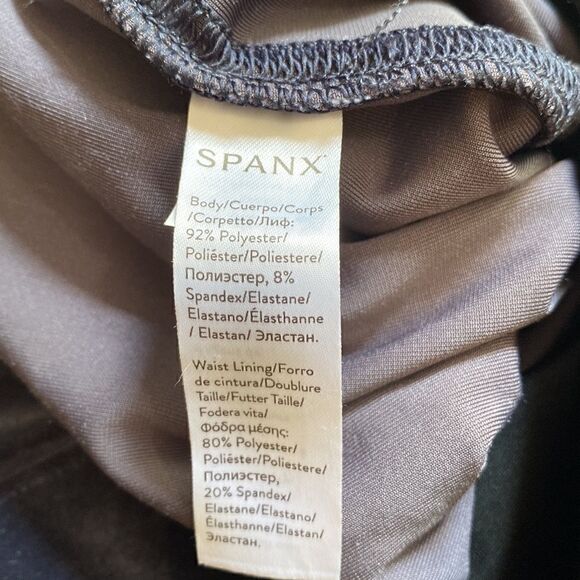 SPANX
Body/Cuerpo/Corps
/Corpetto/Лиф:
92% Polyester/
Poliéster/Poliestere/
Полиэстер, 8%
Spandex/Elastane/
Elastano/Élasthanne
/ Elastan/ Эластан.
Waist Lining/Forro
de cintura/Doublure
Taille/Futter Taille/
Fodera vita/
Φόδρα μέσης:
80% Polyester/
Poliéster/Poliestere/
Полиэстер,
20% Spandex/
Elastane/Elastano/
Élasthanne/Elastan/
Эластан.